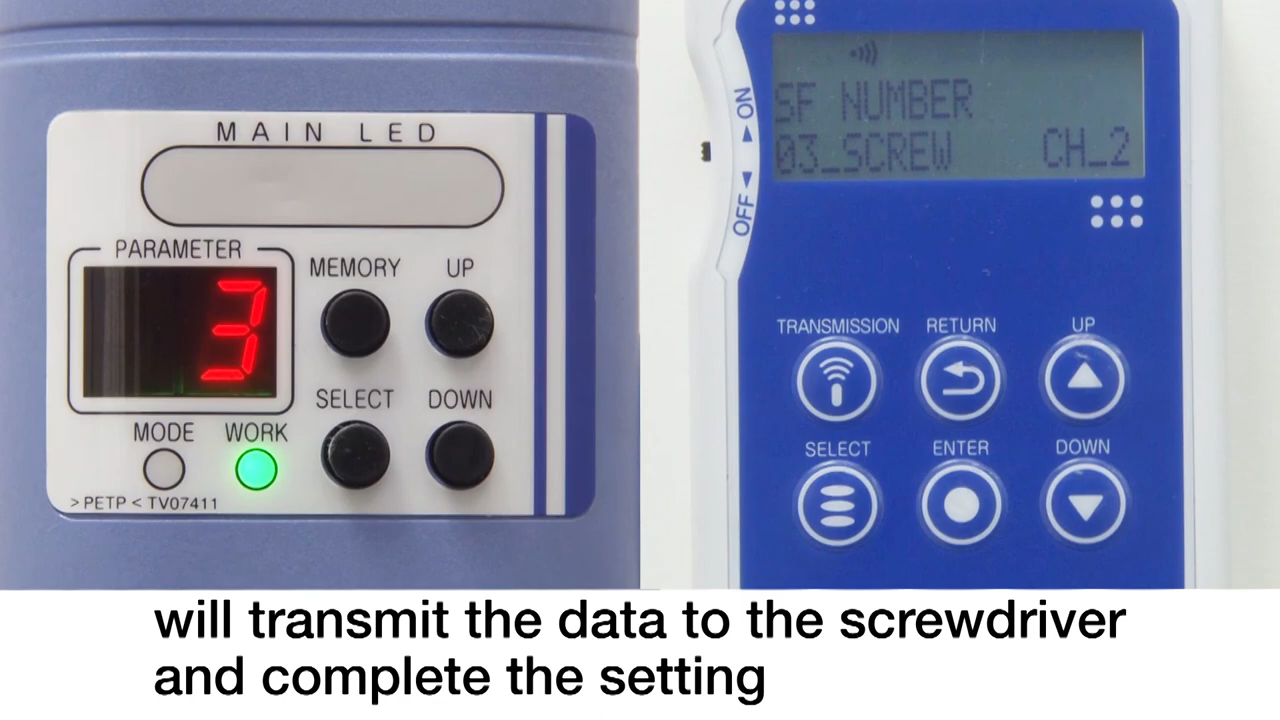 MAIN LED
PARAMETER
3
MEMORY
UP
SELECT
DOWN
MODE
WORK
> PETP < TV07411
OFF ◄ ► ON
SF NUMBER
03_SCREW CH_2
TRANSMISSION
RETURN
UP
SELECT
ENTER
DOWN
will transmit the data to the screwdriver
and complete the setting